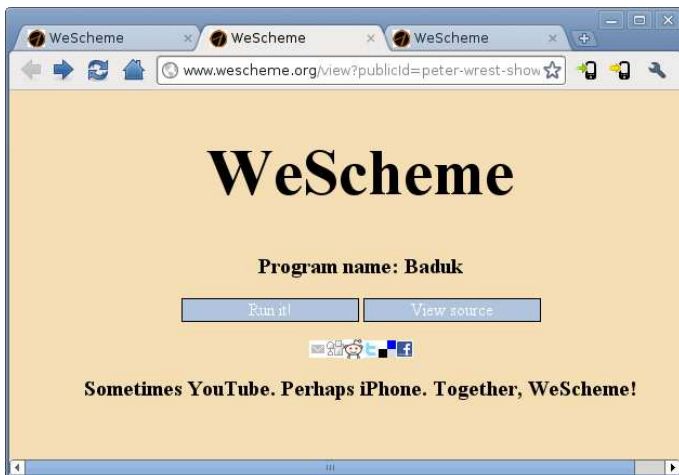 WeScheme WeScheme WeScheme
www.wescheme.org/view?publicId=peter-wrest-show
WeScheme
Program name: Baduk
Run it! View source
Sometimes YouTube. Perhaps iPhone. Together, WeScheme!